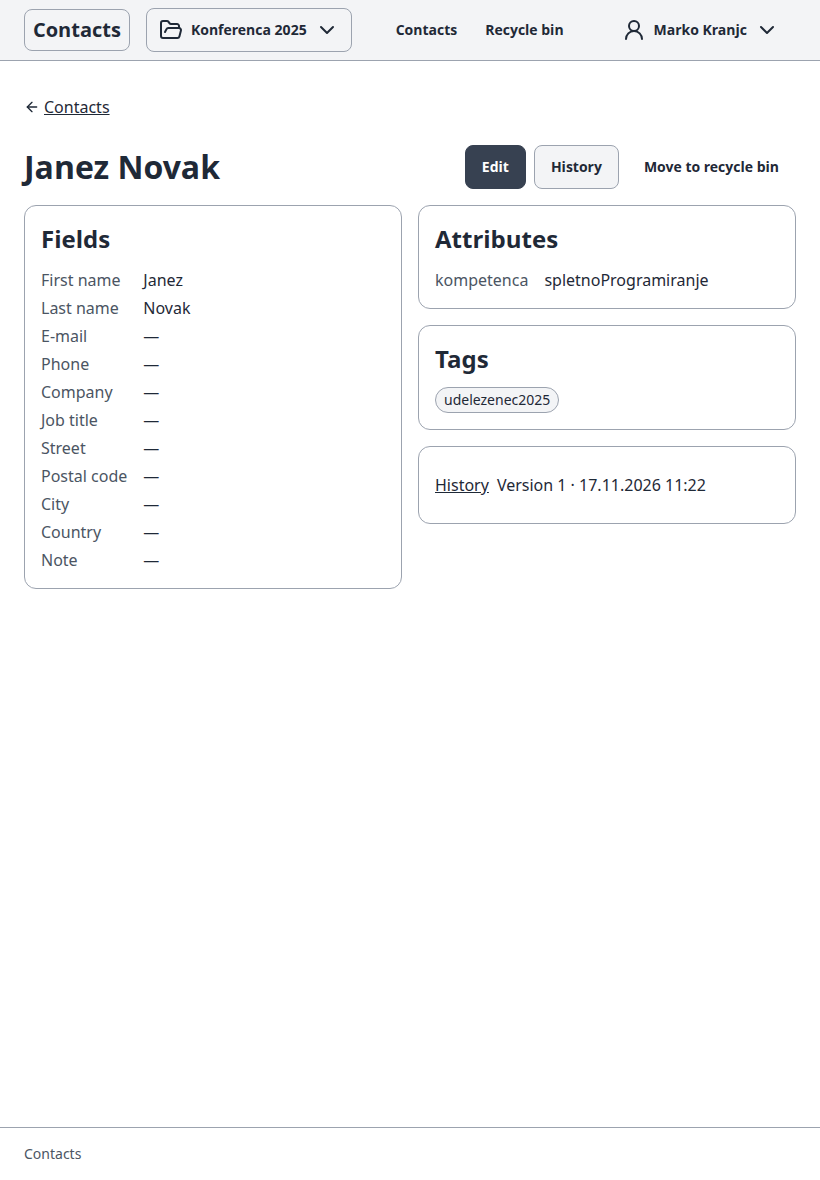 Contacts
Konferenca 2025
Contacts
Recycle bin
Marko Kranjc
← Contacts
Janez Novak
Edit
History
Move to recycle bin
Fields
First name Janez
Last name Novak
E-mail —
Phone —
Company —
Job title —
Street —
Postal code —
City —
Country —
Note —
Attributes
kompetenca spletnoProgramiranje
Tags
udelezenec2025
History Version 1 · 17.11.2026 11:22
Contacts